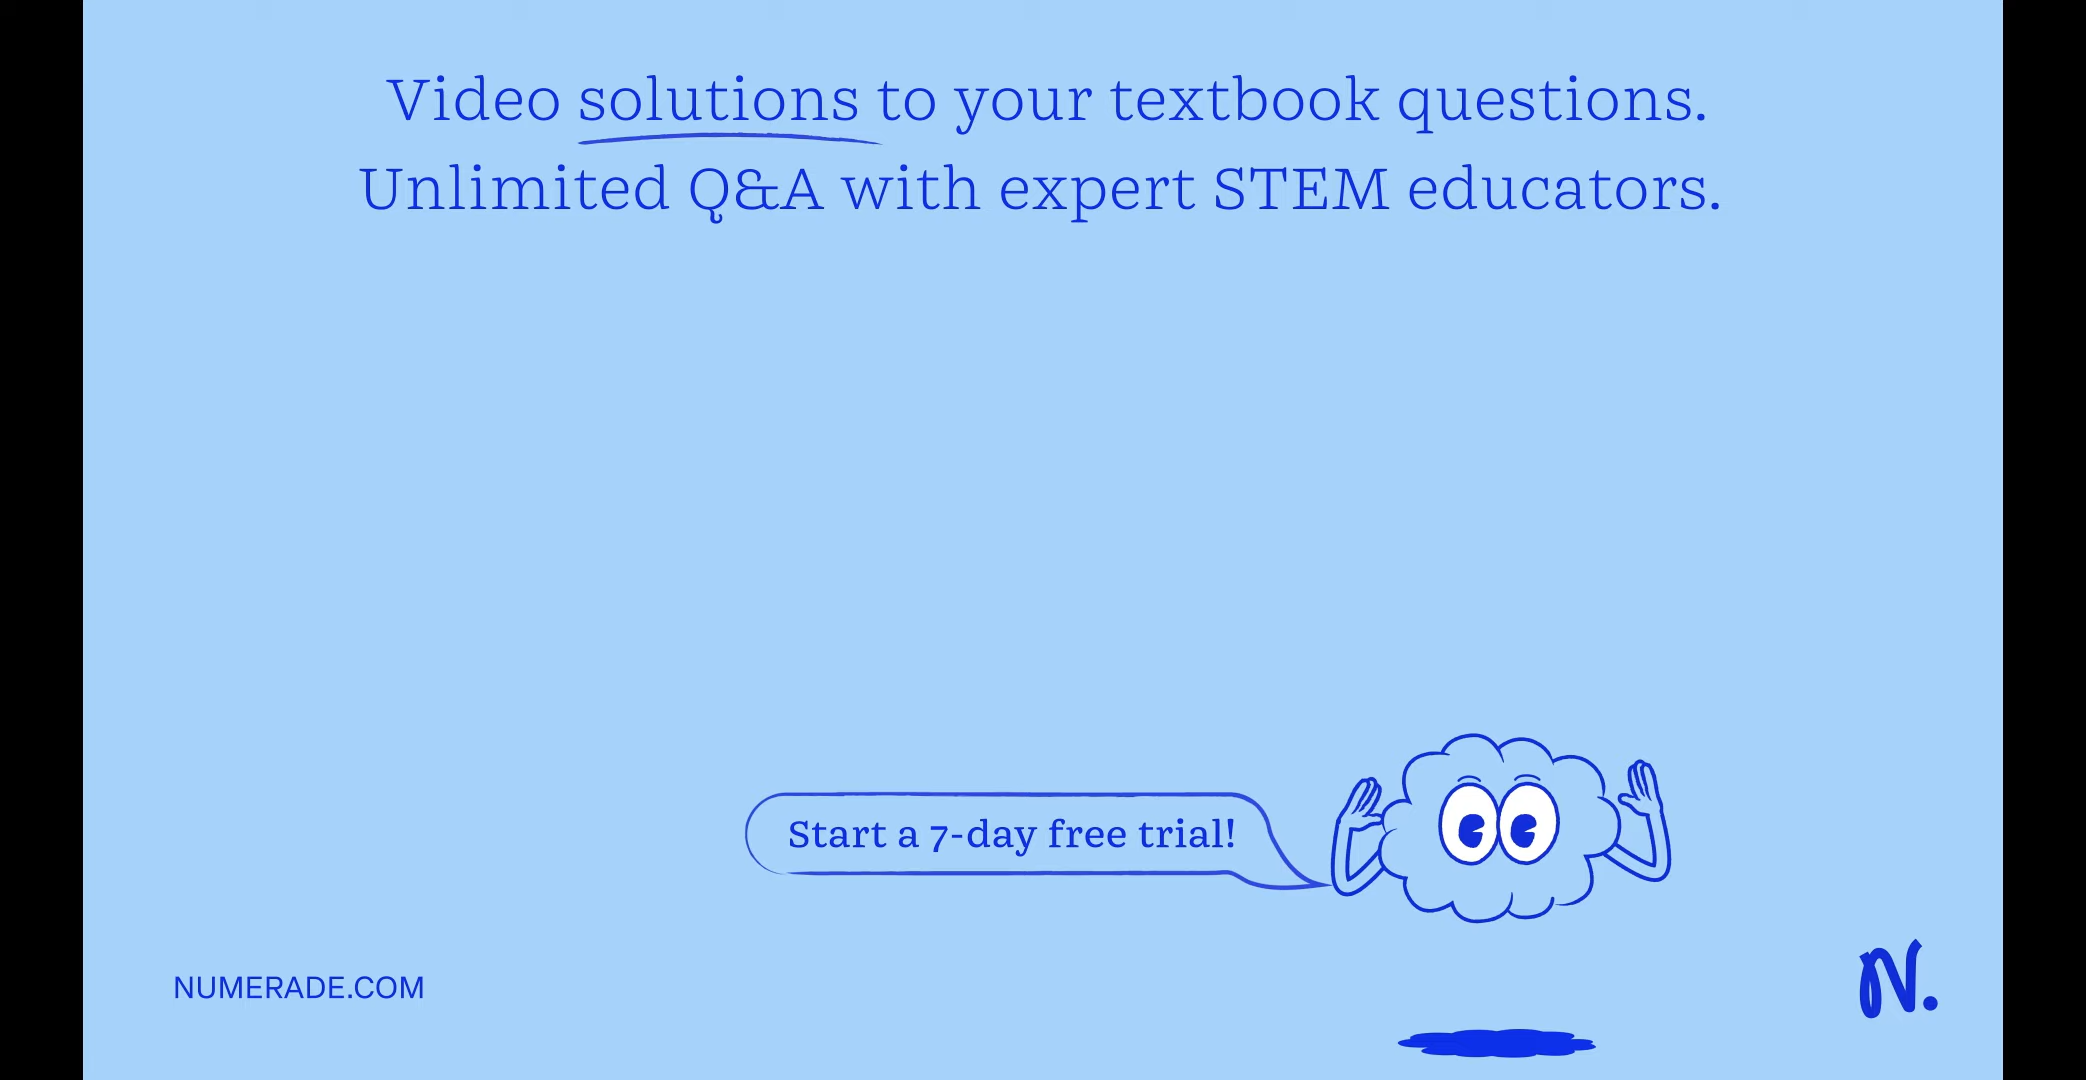 Video solutions to your textbook questions.
Unlimited Q&A with expert STEM educators.
Start a 7-day free trial!
NUMERADE.COM
N.